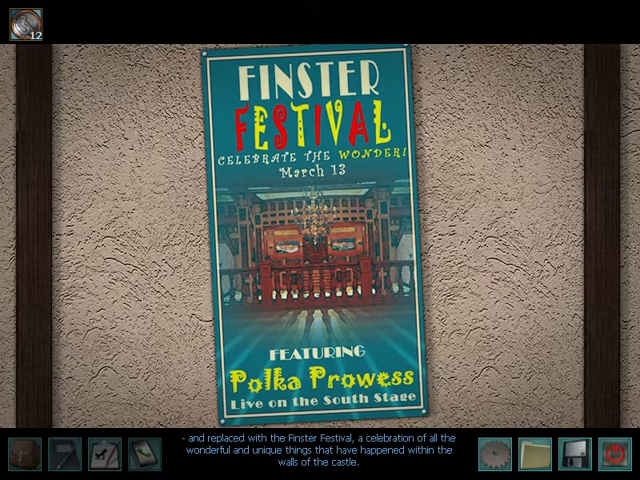 12
FINSTER
FESTIVAL
CELEBRATE THE WONDER!
March 13
FEATURING
Polka Prowess
Live on the South Stage
- and replaced with the Finster Festival, a celebration of all the
wonderful and unique things that have happened within the
walls of the castle.